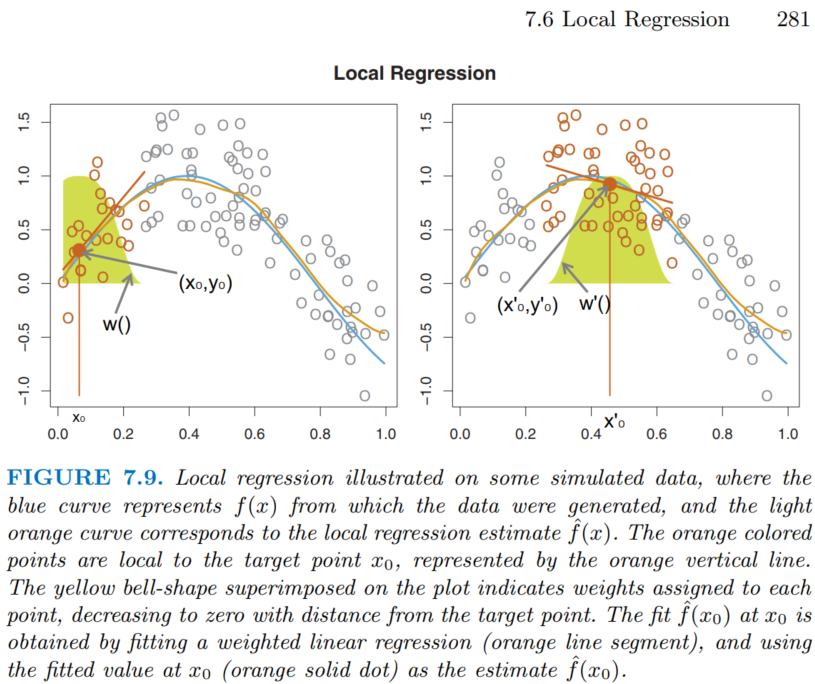 7.6 Local Regression 281
Local Regression
1.5
1.0
0.5
0.0
−0.5
−1.0
(x₀,y₀)
w()
x₀
0.0 0.2 0.4 0.6 0.8 1.0
1.5
1.0
0.5
0.0
−0.5
−1.0
(x'₀,y'₀)
w'()
x'₀
0.0 0.2 0.4 0.6 0.8 1.0
FIGURE 7.9. Local regression illustrated on some simulated data, where the
blue curve represents f(x) from which the data were generated, and the light
orange curve corresponds to the local regression estimate f̂(x). The orange colored
points are local to the target point x₀, represented by the orange vertical line.
The yellow bell-shape superimposed on the plot indicates weights assigned to each
point, decreasing to zero with distance from the target point. The fit f̂(x₀) at x₀ is
obtained by fitting a weighted linear regression (orange line segment), and using
the fitted value at x₀ (orange solid dot) as the estimate f̂(x₀).